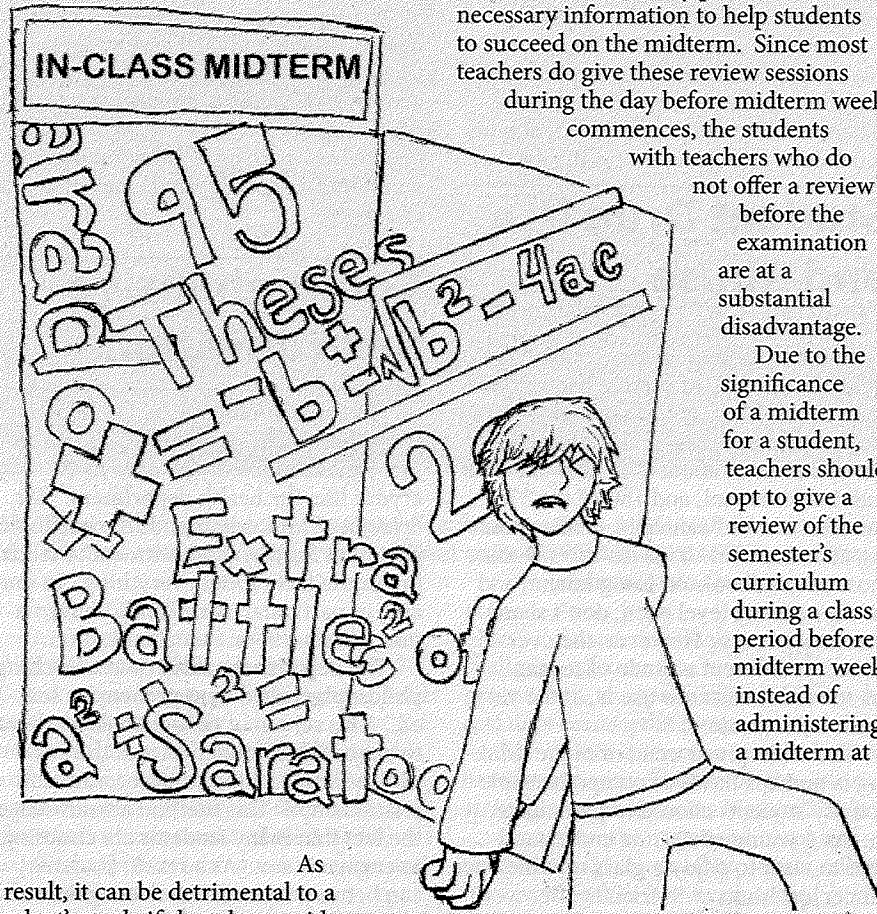 necessary information to help students
to succeed on the midterm.  Since most
teachers do give these review sessions
during the day before midterm week
commences, the students
with teachers who do
not offer a review
before the
examination
are at a
substantial
disadvantage.
Due to the
significance
of a midterm
for a student,
teachers should
opt to give a
review of the
semester's
curriculum
during a class
period before
midterm week
instead of
administering
a midterm at
IN-CLASS MIDTERM
95
Theses
x = -b ± √b² - 4ac
2
Extra
Battle of
a² +
c² =
Sarato
As
result, it can be detrimental to a